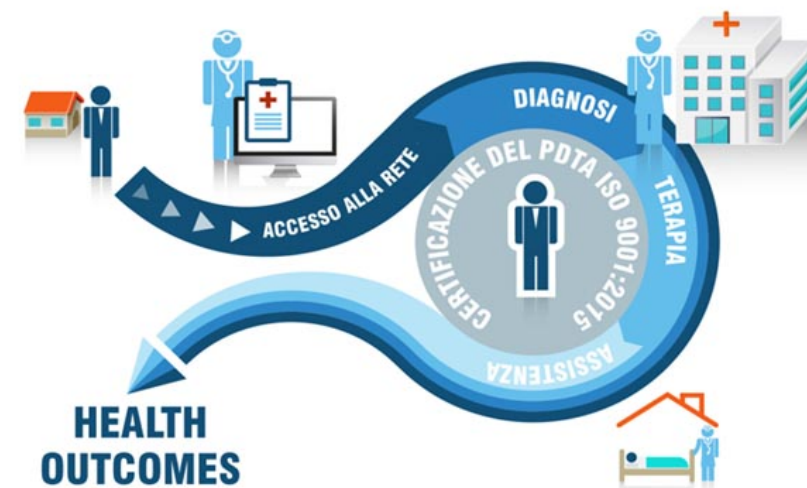 ACCESSO ALLA RETE
DIAGNOSI
TERAPIA
ASSISTENZA
CERTIFICAZIONE DEL PDTA ISO 9001:2015
HEALTH
OUTCOMES